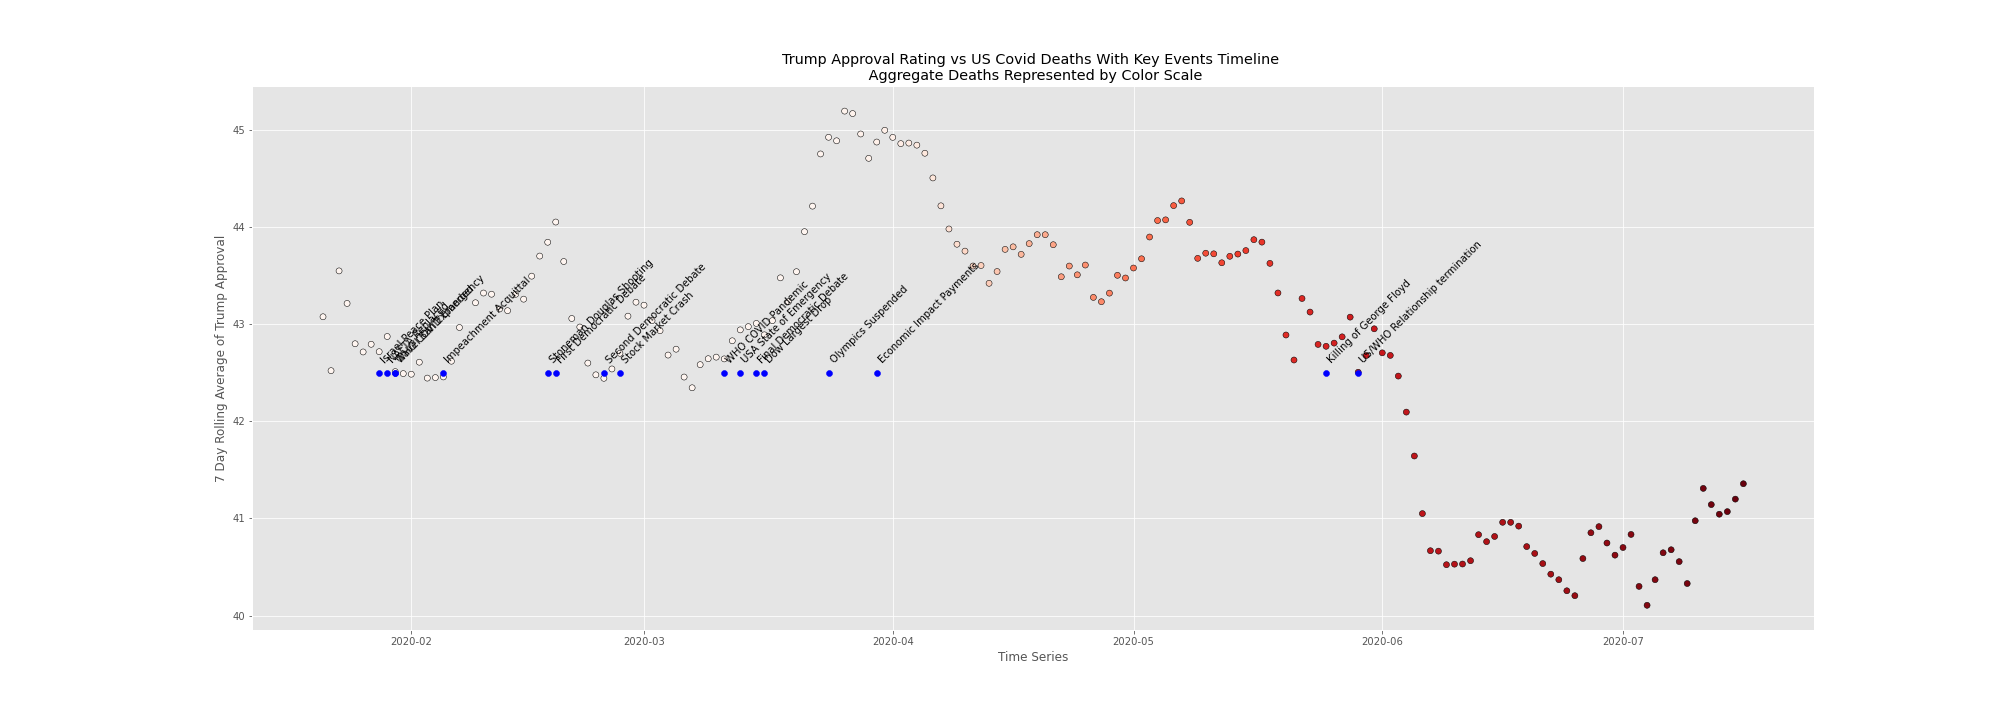 Trump Approval Rating vs US Covid Deaths With Key Events Timeline
Aggregate Deaths Represented by Color Scale
7 Day Rolling Average of Trump Approval
45
44
43
42
41
40
Impeachment Acquittal
Stoneman Douglas Shooting
First Democratic Debate
Second Democratic Debate
Stock Market Crash
WHO COVID Pandemic
USA State of Emergency
Final Democratic Debate
Dow Largest Drop
Olympics Suspended
Economic Impact Payments
Killing of George Floyd
US/WHO Relationship termination
2020-02
2020-03
2020-04
2020-05
2020-06
2020-07
Time Series